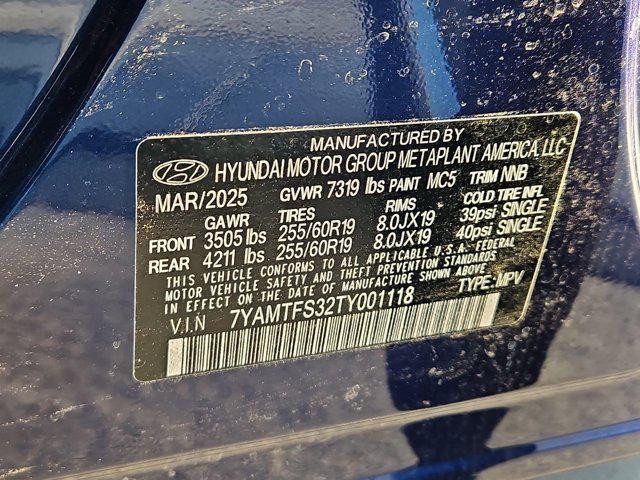 MANUFACTURED BY
HYUNDAI MOTOR GROUP METAPLANT AMERICA, LLC
MAR/2025 GVWR 7319 lbs PAINT MC5 TRIM NNB
GAWR TIRES RIMS COLD TIRE INFL
FRONT 3505 lbs 255/60R19 8.0JX19 39psi SINGLE
REAR 4211 lbs 255/60R19 8.0JX19 40psi SINGLE
THIS VEHICLE CONFORMS TO ALL APPLICABLE U.S.A. FEDERAL
MOTOR VEHICLE SAFETY AND THEFT PREVENTION STANDARDS
IN EFFECT ON THE DATE OF MANUFACTURE SHOWN ABOVE
V.I.N 7YAMTFS32TY001118 TYPE:MPV